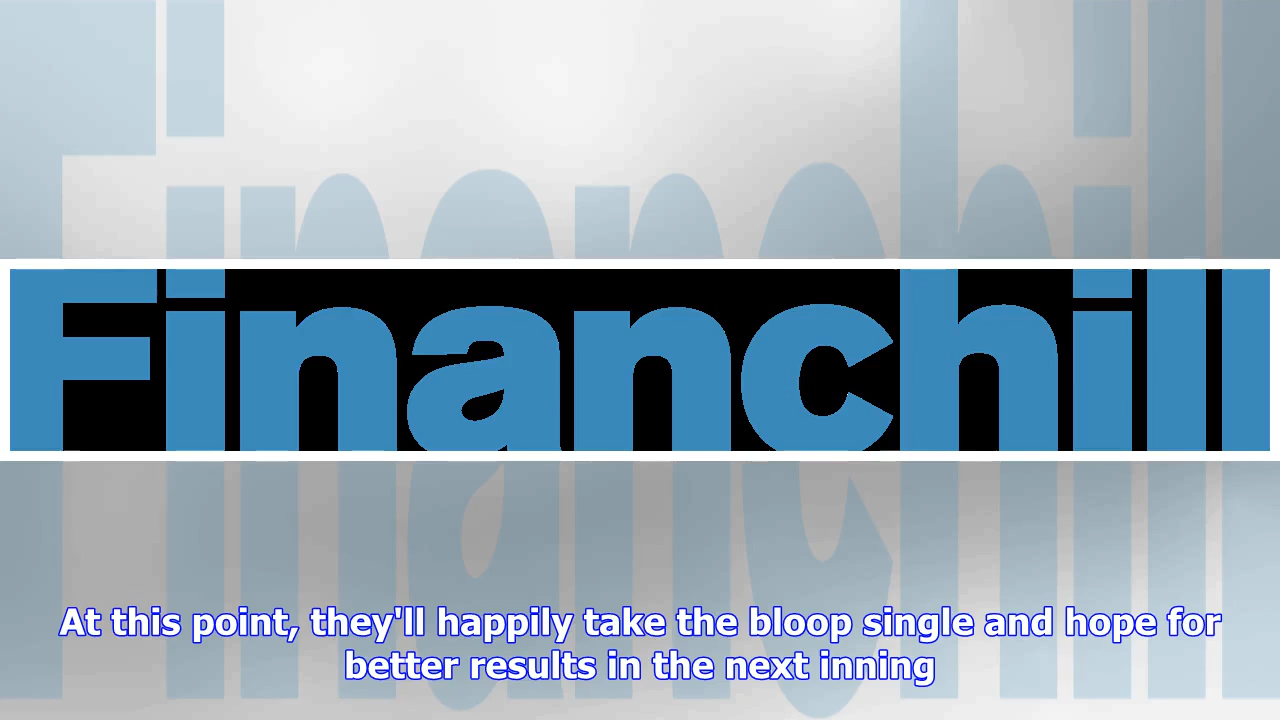 Financhill
At this point, they'll happily take the bloop single and hope for
better results in the next inning